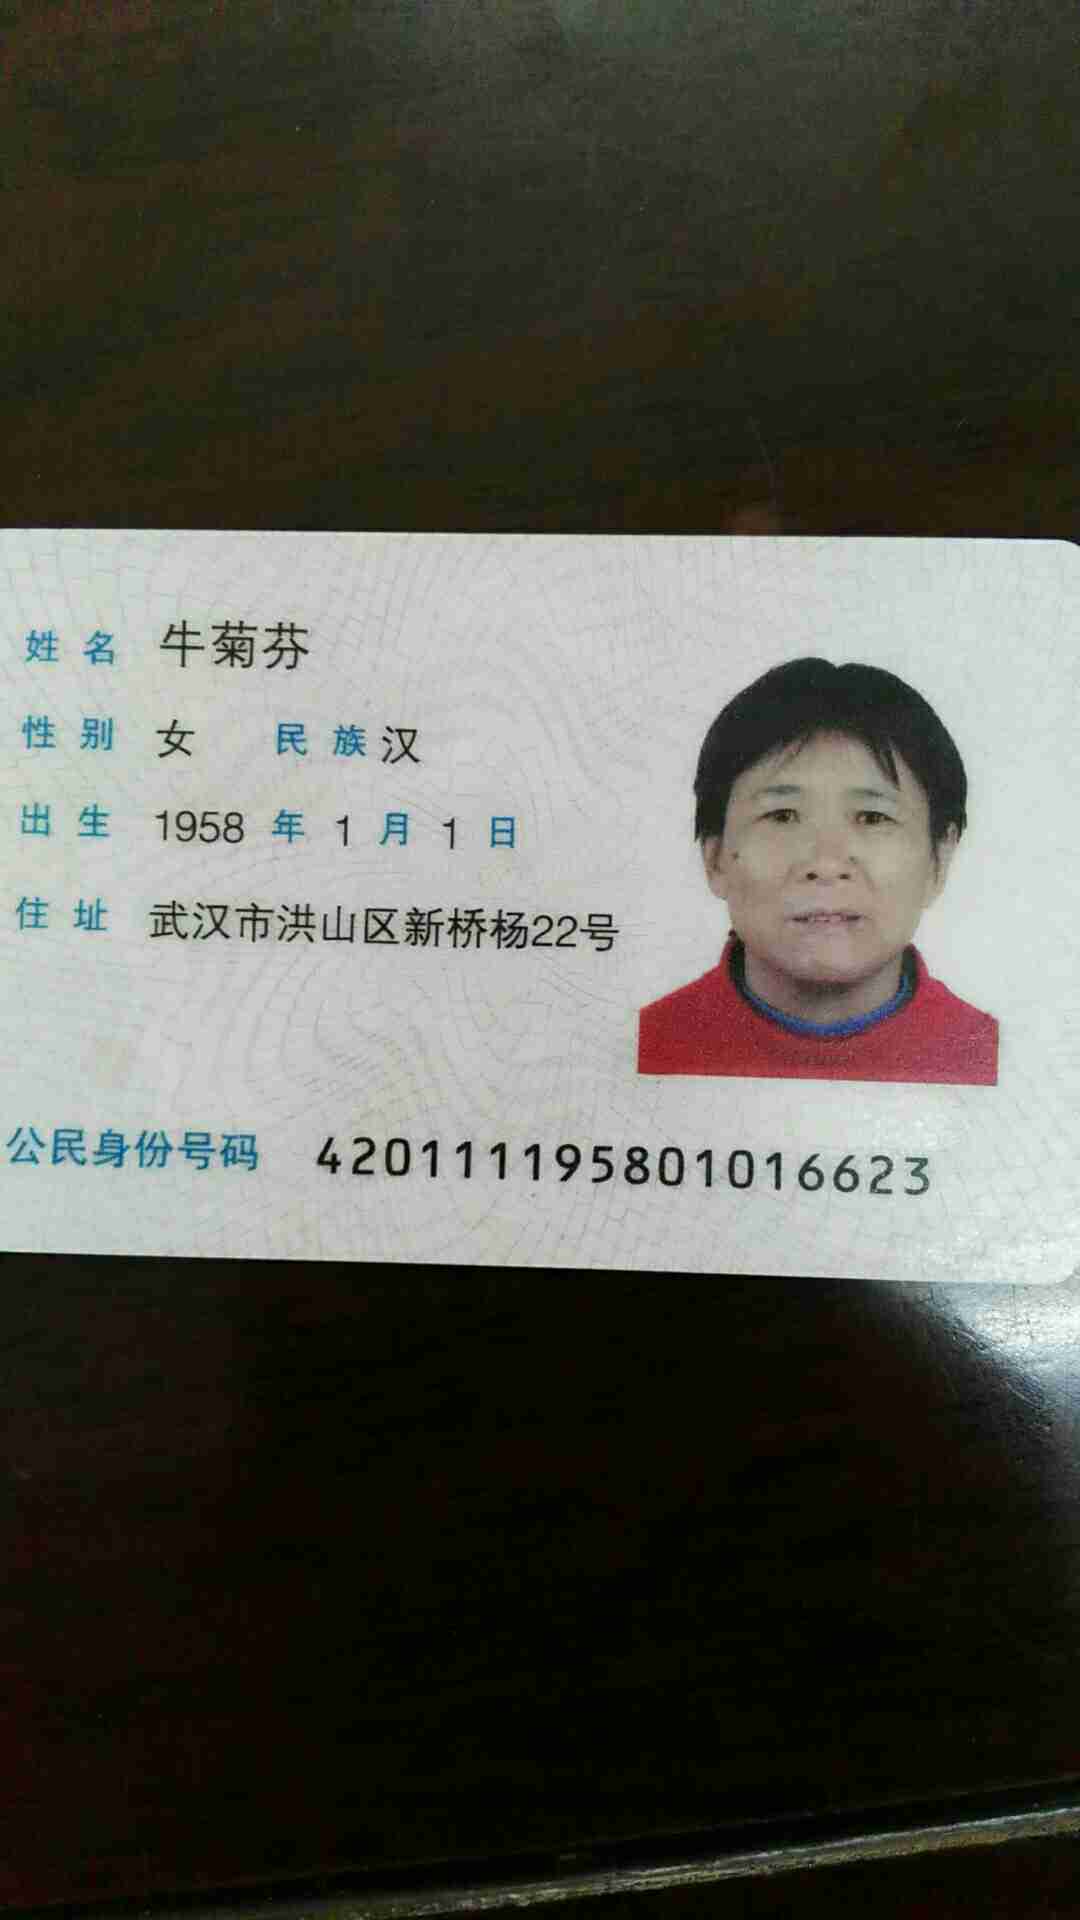 姓名 牛菊芬
性别 女 民族 汉
出生 1958 年 1 月 1 日
住址 武汉市洪山区新桥杨22号
公民身份号码 420111195801016623